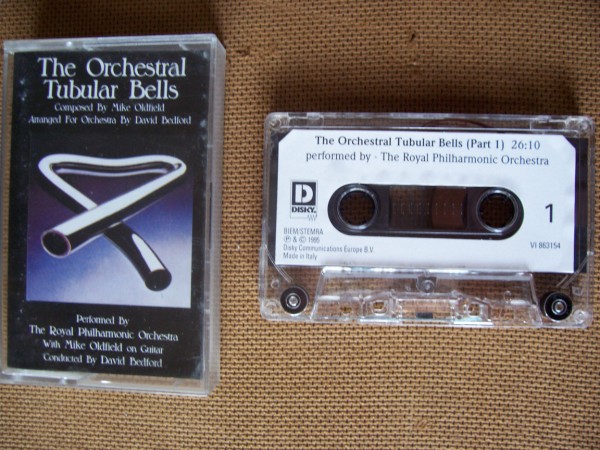 The Orchestral
Tubular Bells
Composed By Mike Oldfield
Arranged For Orchestra By David Bedford
Performed By
The Royal Philharmonic Orchestra
With Mike Oldfield on Guitar
Conducted By David Bedford
The Orchestral Tubular Bells (Part 1) 26:10
performed by - The Royal Philharmonic Orchestra
D
DISKY
BIEM/STEMRA
℗ & © 1995
Disky Communications Europe B.V.
Made in Italy
1
VI 863154